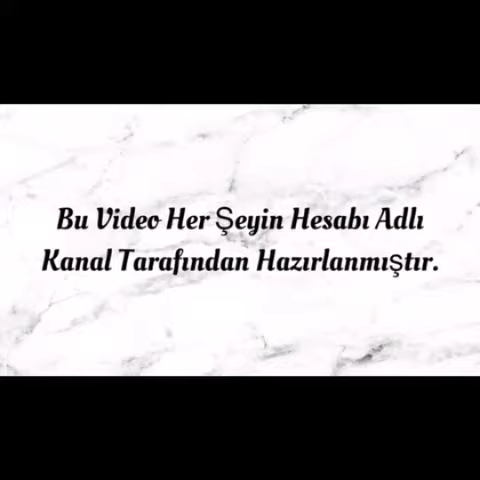 Bu Video Her Şeyin Hesabı Adlı
Kanal Tarafından Hazırlanmıştır.